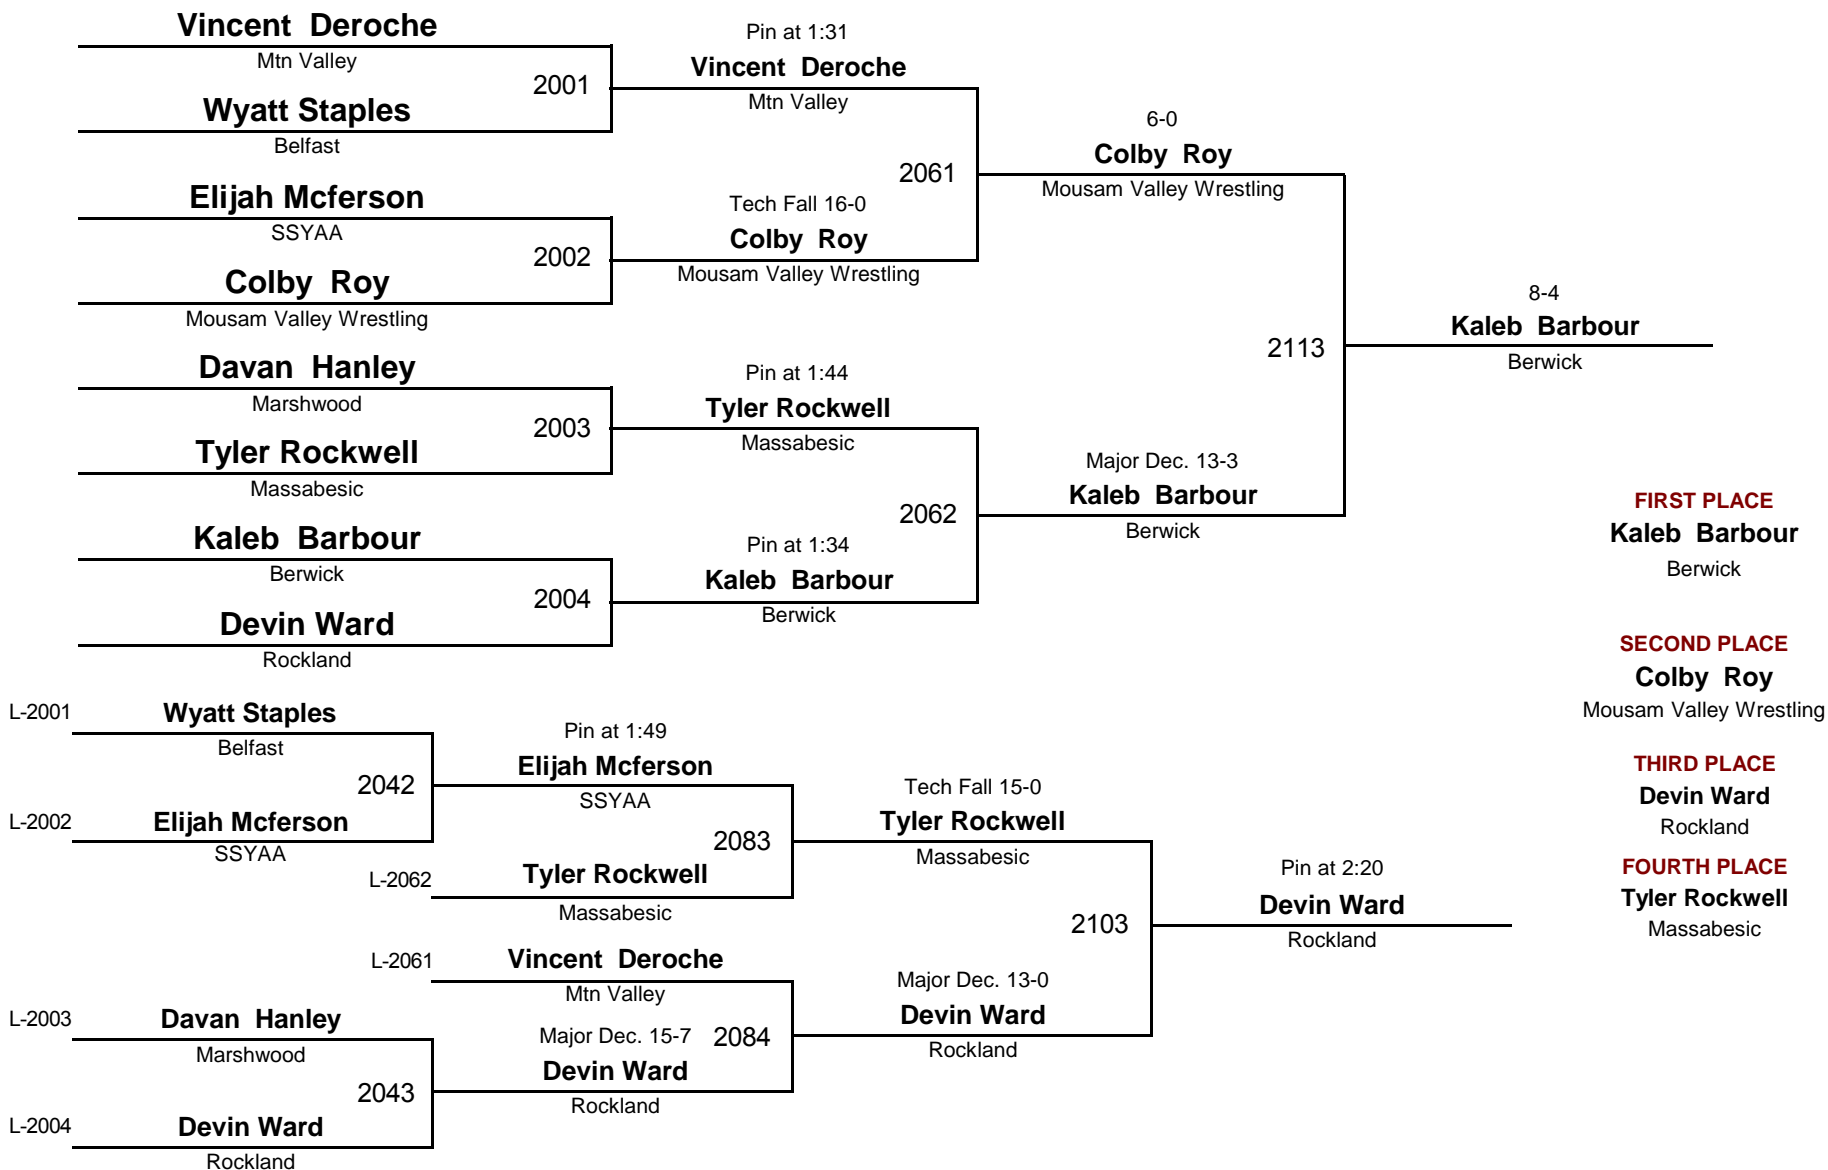 Vincent  Deroche
Mtn Valley
2001
Wyatt Staples
Belfast
Elijah Mcferson
SSYAA
2002
Colby  Roy
Mousam Valley Wrestling
Davan  Hanley
Marshwood
2003
Tyler Rockwell
Massabesic
Kaleb  Barbour
Berwick
2004
Devin Ward
Rockland
Pin at 1:31
Vincent  Deroche
Mtn Valley
2061
Tech Fall 16-0
Colby  Roy
Mousam Valley Wrestling
Pin at 1:44
Tyler Rockwell
Massabesic
2062
Pin at 1:34
Kaleb  Barbour
Berwick
6-0
Colby  Roy
Mousam Valley Wrestling
2113
Major Dec. 13-3
Kaleb  Barbour
Berwick
8-4
Kaleb  Barbour
Berwick
L-2001
Wyatt Staples
Belfast
2042
L-2002
Elijah Mcferson
SSYAA
Pin at 1:49
Elijah Mcferson
SSYAA
2083
L-2062
Tyler Rockwell
Massabesic
L-2061
Vincent  Deroche
Mtn Valley
L-2003
Davan  Hanley
Marshwood
2043
L-2004
Devin Ward
Rockland
Major Dec. 15-7
2084
Devin Ward
Rockland
Tech Fall 15-0
Tyler Rockwell
Massabesic
2103
Major Dec. 13-0
Devin Ward
Rockland
Pin at 2:20
Devin Ward
Rockland
FIRST PLACE
Kaleb  Barbour
Berwick
SECOND PLACE
Colby  Roy
Mousam Valley Wrestling
THIRD PLACE
Devin Ward
Rockland
FOURTH PLACE
Tyler Rockwell
Massabesic